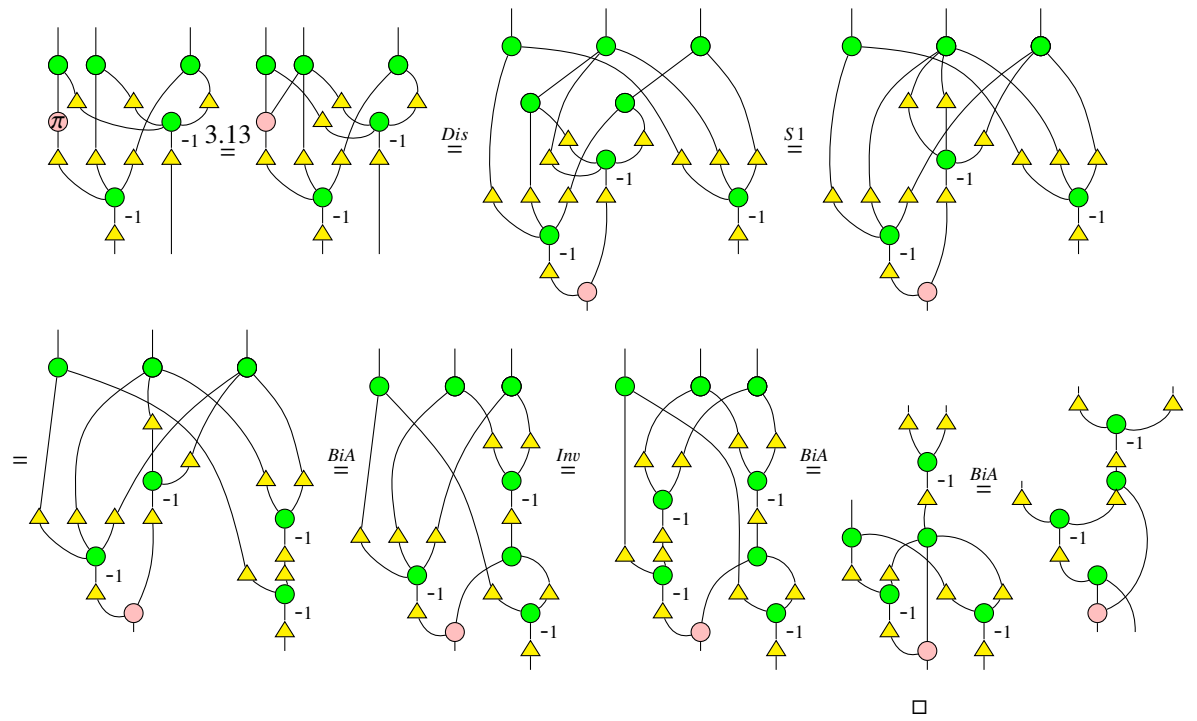 π
-1 3.13 = -1 Dis = -1 S1 = -1
-1 -1 -1 -1 -1 -1
= -1 BiA = -1 Inv = -1 BiA = -1 BiA = -1
-1 -1 -1 -1 -1 -1 -1 -1 -1 -1
□